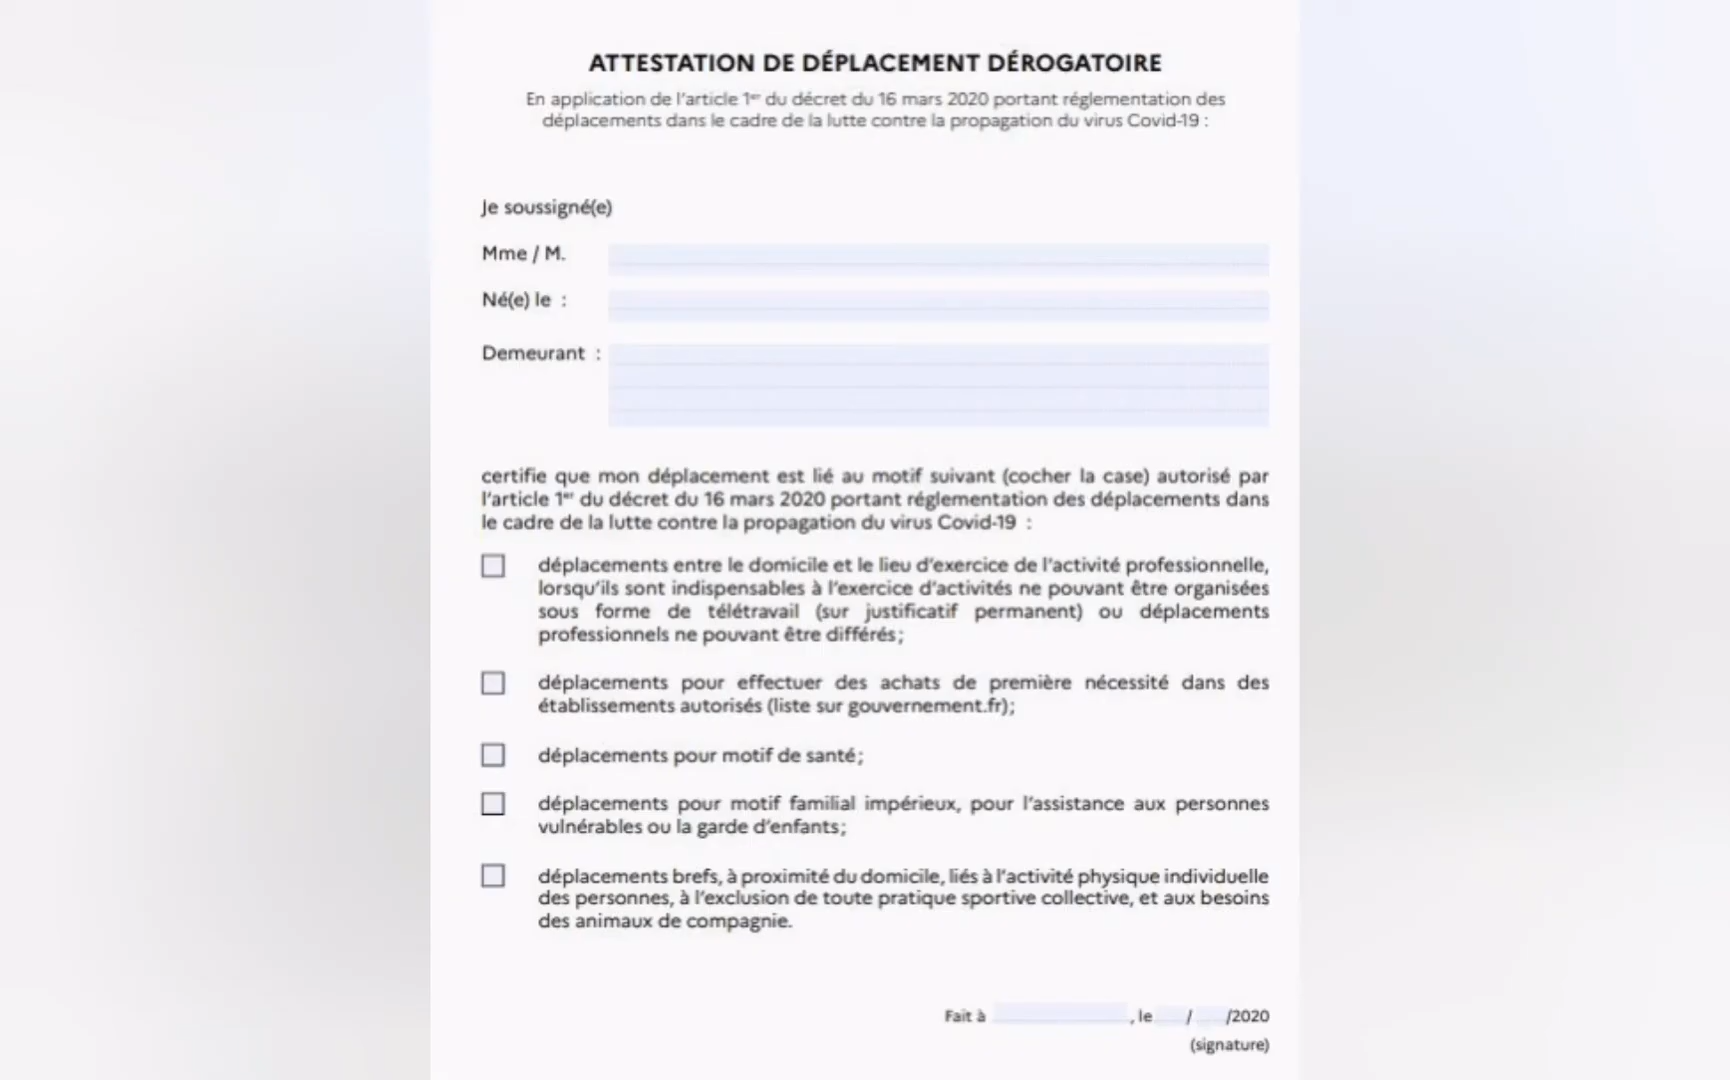 ATTESTATION DE DÉPLACEMENT DÉROGATOIRE
En application de l'article 1er du décret du 16 mars 2020 portant réglementation des
déplacements dans le cadre de la lutte contre la propagation du virus Covid-19 :
Je soussigné(e)
Mme / M.
Né(e) le :
Demeurant :
certifie que mon déplacement est lié au motif suivant (cocher la case) autorisé par
l'article 1er du décret du 16 mars 2020 portant réglementation des déplacements dans
le cadre de la lutte contre la propagation du virus Covid-19 :
déplacements entre le domicile et le lieu d'exercice de l'activité professionnelle,
lorsqu'ils sont indispensables à l'exercice d'activités ne pouvant être organisées
sous forme de télétravail (sur justificatif permanent) ou déplacements
professionnels ne pouvant être différés;
déplacements pour effectuer des achats de première nécessité dans des
établissements autorisés (liste sur gouvernement.fr);
déplacements pour motif de santé;
déplacements pour motif familial impérieux, pour l'assistance aux personnes
vulnérables ou la garde d'enfants;
déplacements brefs, à proximité du domicile, liés à l'activité physique individuelle
des personnes, à l'exclusion de toute pratique sportive collective, et aux besoins
des animaux de compagnie.
Fait à , le / /2020
(signature)